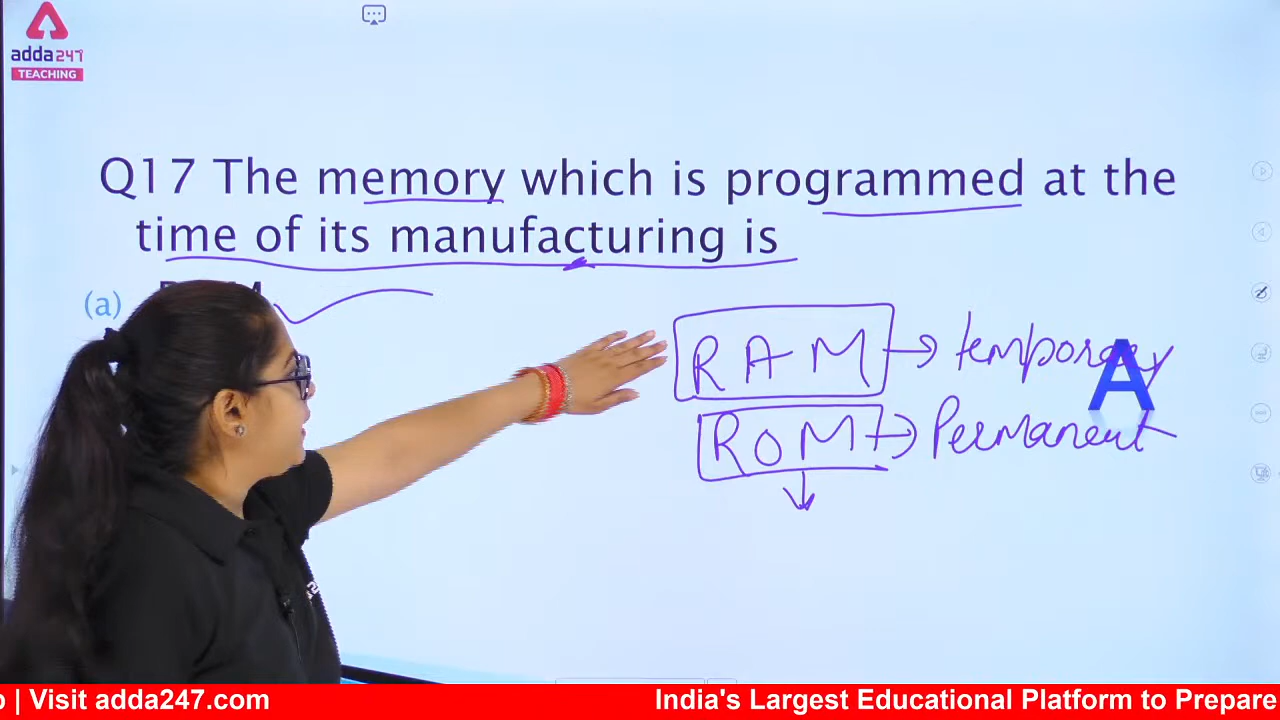 adda247
TEACHING
Q17 The memory which is programmed at the
time of its manufacturing is
(a)
RAM → temporary
A
ROM → Permanent
| Visit adda247.com
India's Largest Educational Platform to Prepare